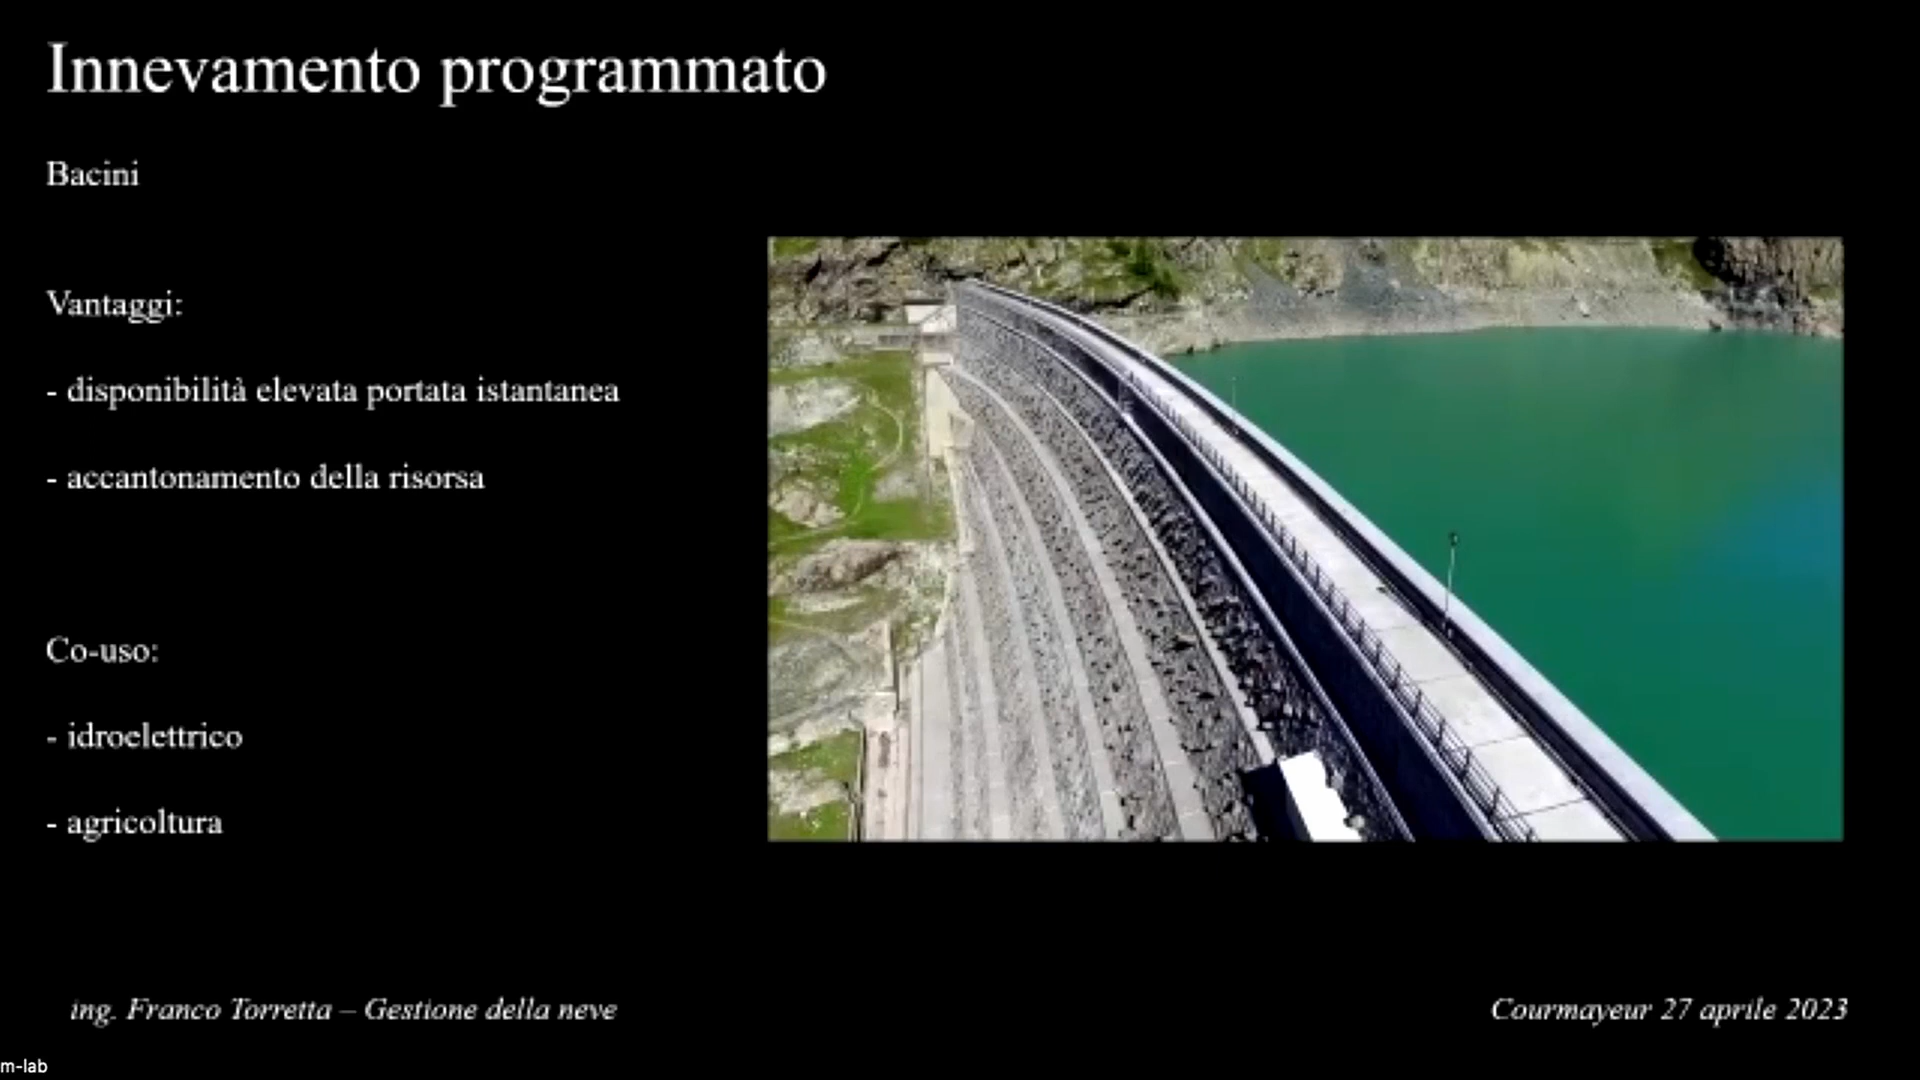 Innevamento programmato
Bacini
Vantaggi:
- disponibilità elevata portata istantanea
- accantonamento della risorsa
Co-uso:
- idroelettrico
- agricoltura
ing. Franco Torretta – Gestione della neve
Courmayeur 27 aprile 2023
m-lab